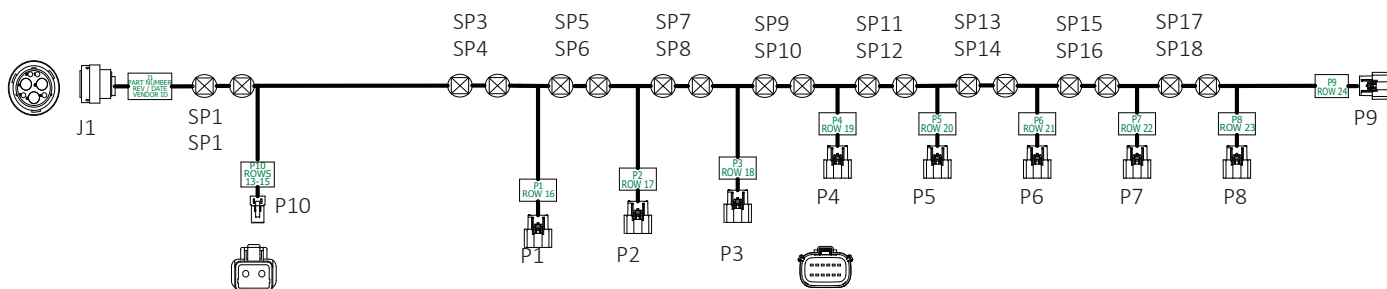 SP3
SP4
SP5
SP6
SP7
SP8
SP9
SP10
SP11
SP12
SP13
SP14
SP15
SP16
SP17
SP18
J1
PART NUMBER
REV / DATE
VENDOR ID
P9
ROW 24
J1
SP1
SP1
P9
P4
ROW 19
P5
ROW 20
P6
ROW 21
P7
ROW 22
P8
ROW 23
P10
ROWS
13-15
P1
ROW 16
P2
ROW 17
P3
ROW 18
P10
P4
P5
P6
P7
P8
P1
P2
P3